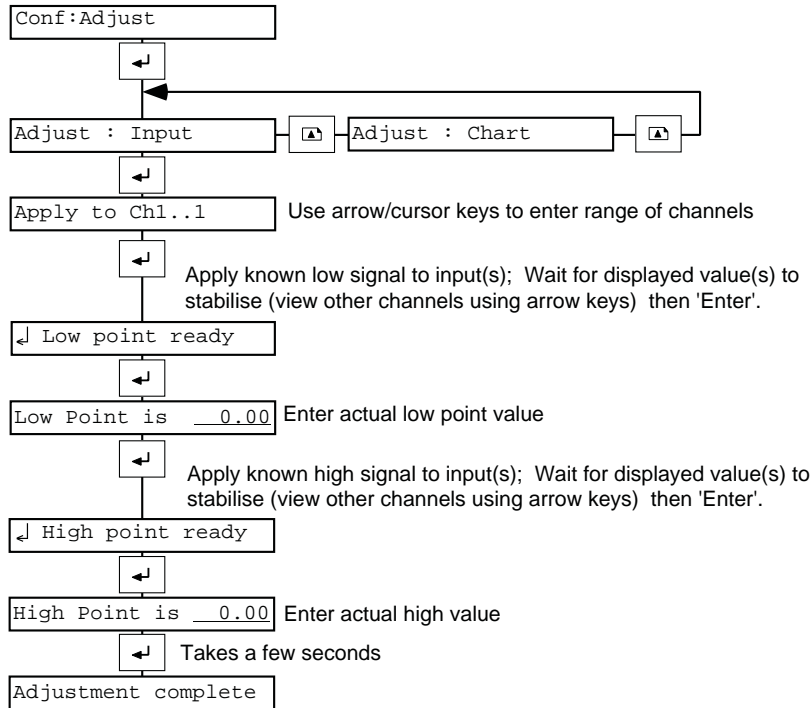 Conf:Adjust
Adjust : Input
Adjust : Chart
Apply to Ch1..1
Use arrow/cursor keys to enter range of channels
Apply known low signal to input(s); Wait for displayed value(s) to
stabilise (view other channels using arrow keys) then 'Enter'.
↲ Low point ready
Low Point is 0.00
Enter actual low point value
Apply known high signal to input(s); Wait for displayed value(s) to
stabilise (view other channels using arrow keys) then 'Enter'.
↲ High point ready
High Point is 0.00
Enter actual high value
Takes a few seconds
Adjustment complete